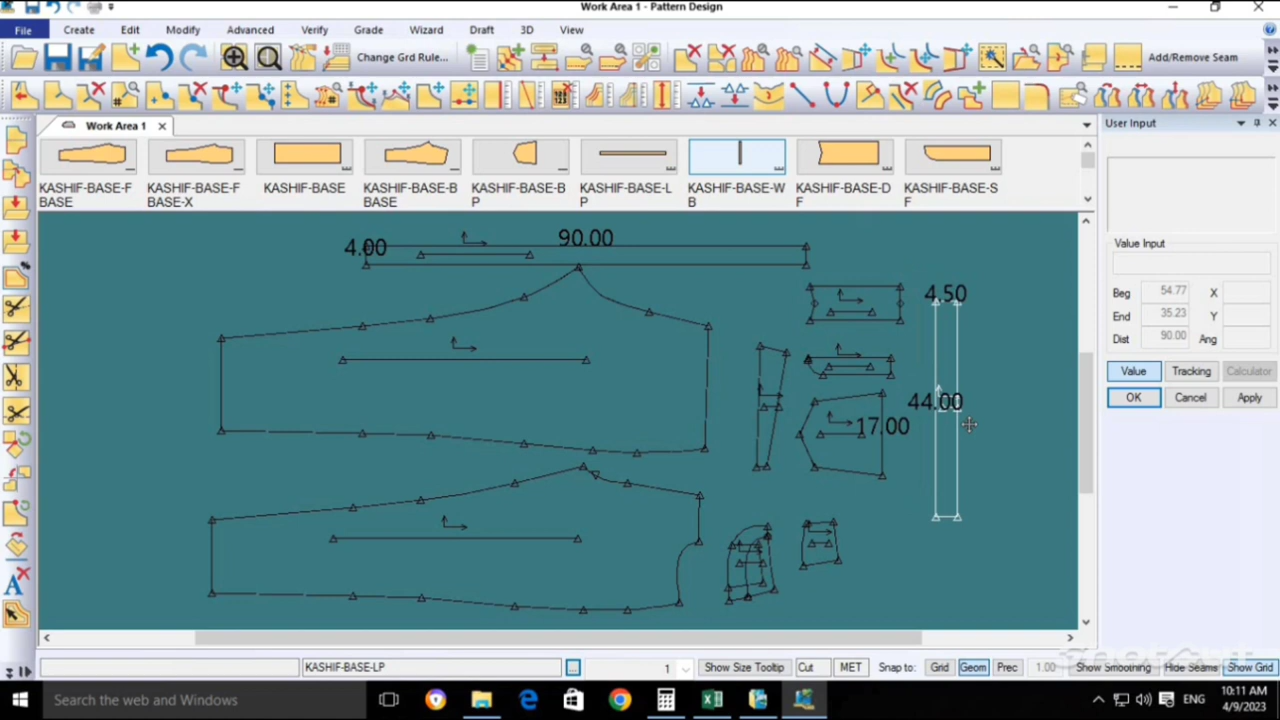 Work Area 1 - Pattern Design
File Create Edit Modify Advanced Verify Grade Wizard Draft 3D View
Change Grd Rule... Add/Remove Seam
Work Area 1
User Input
KASHIF-BASE-F BASE
KASHIF-BASE-F BASE-X
KASHIF-BASE
KASHIF-BASE-B BASE
KASHIF-BASE-B P
KASHIF-BASE-L P
KASHIF-BASE-W B
KASHIF-BASE-D F
KASHIF-BASE-S F
4.00 90.00
4.50
44.00
17.00
Value Input
Beg 54.77 X
End 35.23 Y
Dist 90.00 Ang
Value Tracking Calculator
OK Cancel Apply
KASHIF-BASE-LP ... 1 Show Size Tooltip Cut MET Snap to: Grid Geom Prec 1.00 Show Smoothing Hide Seams Show Grid
Search the web and Windows
ENG
10:11 AM
4/9/2023